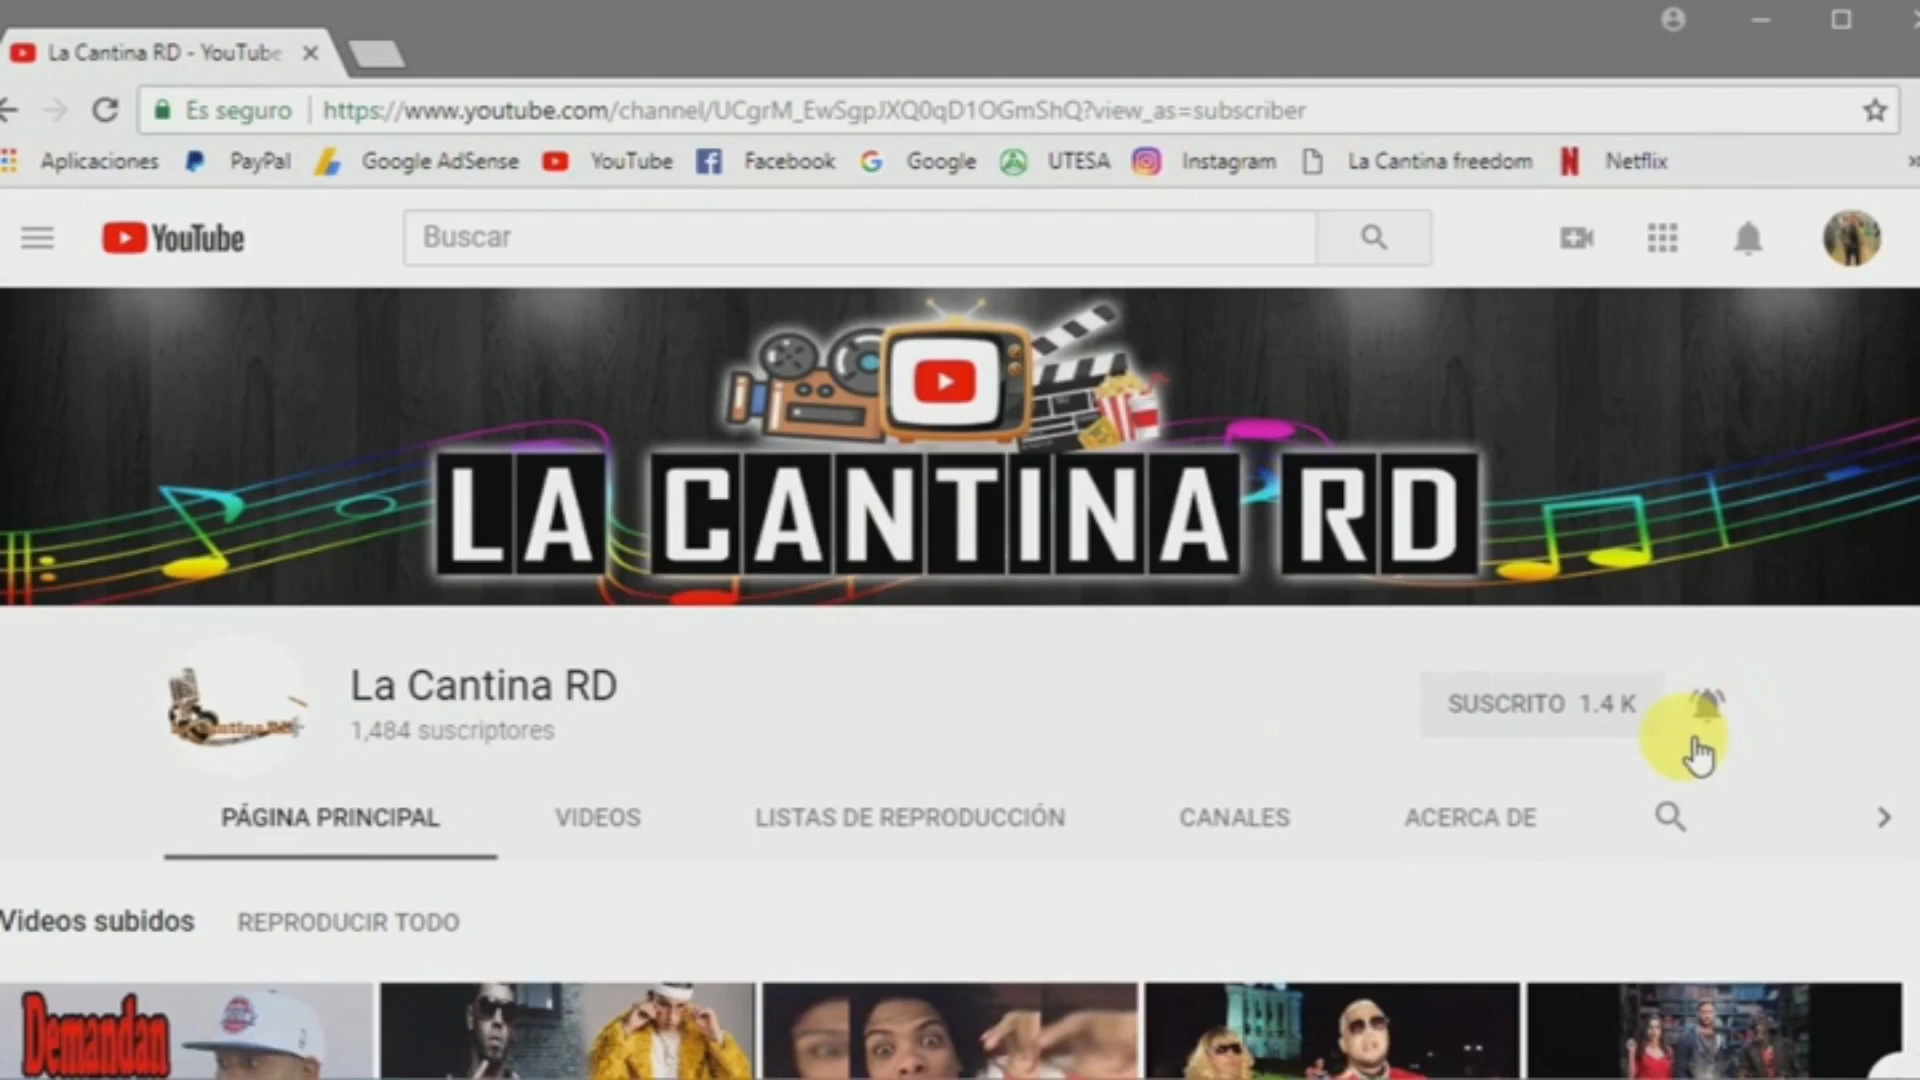 La Cantina RD - YouTube
Es seguro https://www.youtube.com/channel/UCgrM_EwSgpJXQ0qD1OGmShQ?view_as=subscriber
Aplicaciones PayPal Google AdSense YouTube Facebook Google UTESA Instagram La Cantina freedom Netflix
YouTube Buscar
LA CANTINA RD
La Cantina RD
1,484 suscriptores
SUSCRITO 1.4 K
PÁGINA PRINCIPAL VIDEOS LISTAS DE REPRODUCCIÓN CANALES ACERCA DE
Videos subidos REPRODUCIR TODO
Demandan